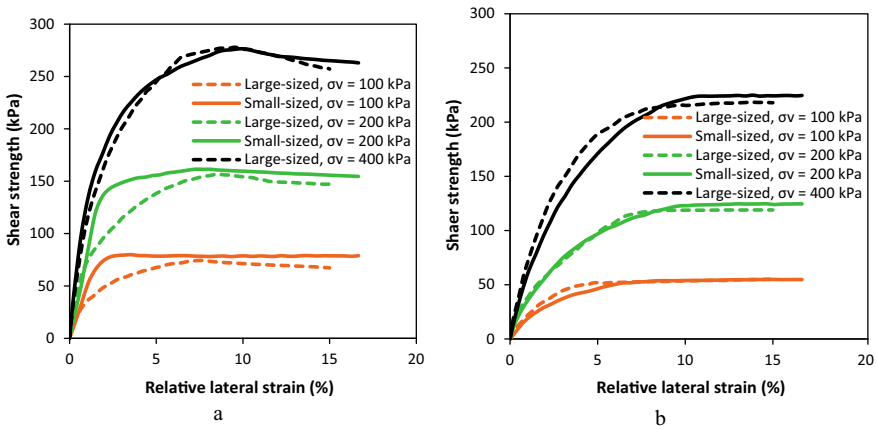 a
b
300
250
200
150
100
50
0
Shear strength (kPa)
Large-sized, σv = 100 kPa
Small-sized, σv = 100 kPa
Large-sized, σv = 200 kPa
Small-sized, σv = 200 kPa
Large-sized, σv = 400 kPa
0 5 10 15 20
Relative lateral strain (%)
a
300
250
200
150
100
50
0
Shaer strength (kPa)
Large-sized, σv = 100 kPa
Small-sized, σv = 100 kPa
Large-sized, σv = 200 kPa
Small-sized, σv = 200 kPa
Large-sized, σv = 400 kPa
0 5 10 15 20
Relative lateral strain (%)
b